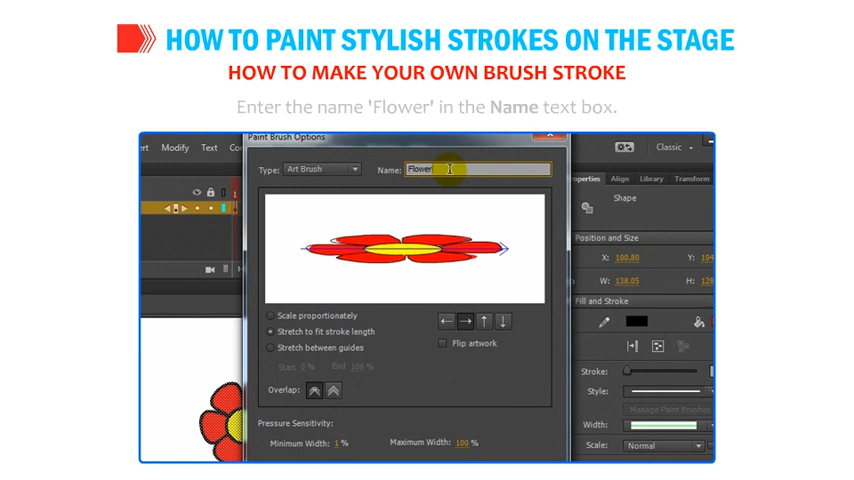 HOW TO PAINT STYLISH STROKES ON THE STAGE
HOW TO MAKE YOUR OWN BRUSH STROKE
Enter the name 'Flower' in the Name text box.
Paint Brush Options
Modify Text
Classic
Type: Art Brush Name: Flower
Align Library Transform
Shape
Position and Size
X: 100.80 Y:
W: 138.05 H:
Fill and Stroke
Scale proportionately
Stretch to fit stroke length
Flip artwork
Stretch between guides
Start 0 % End 100 %
Overlap:
Stroke:
Style:
Manage Paint Brushes
Width:
Scale: Normal
Pressure Sensitivity:
Minimum Width: 1 % Maximum Width: 100 %